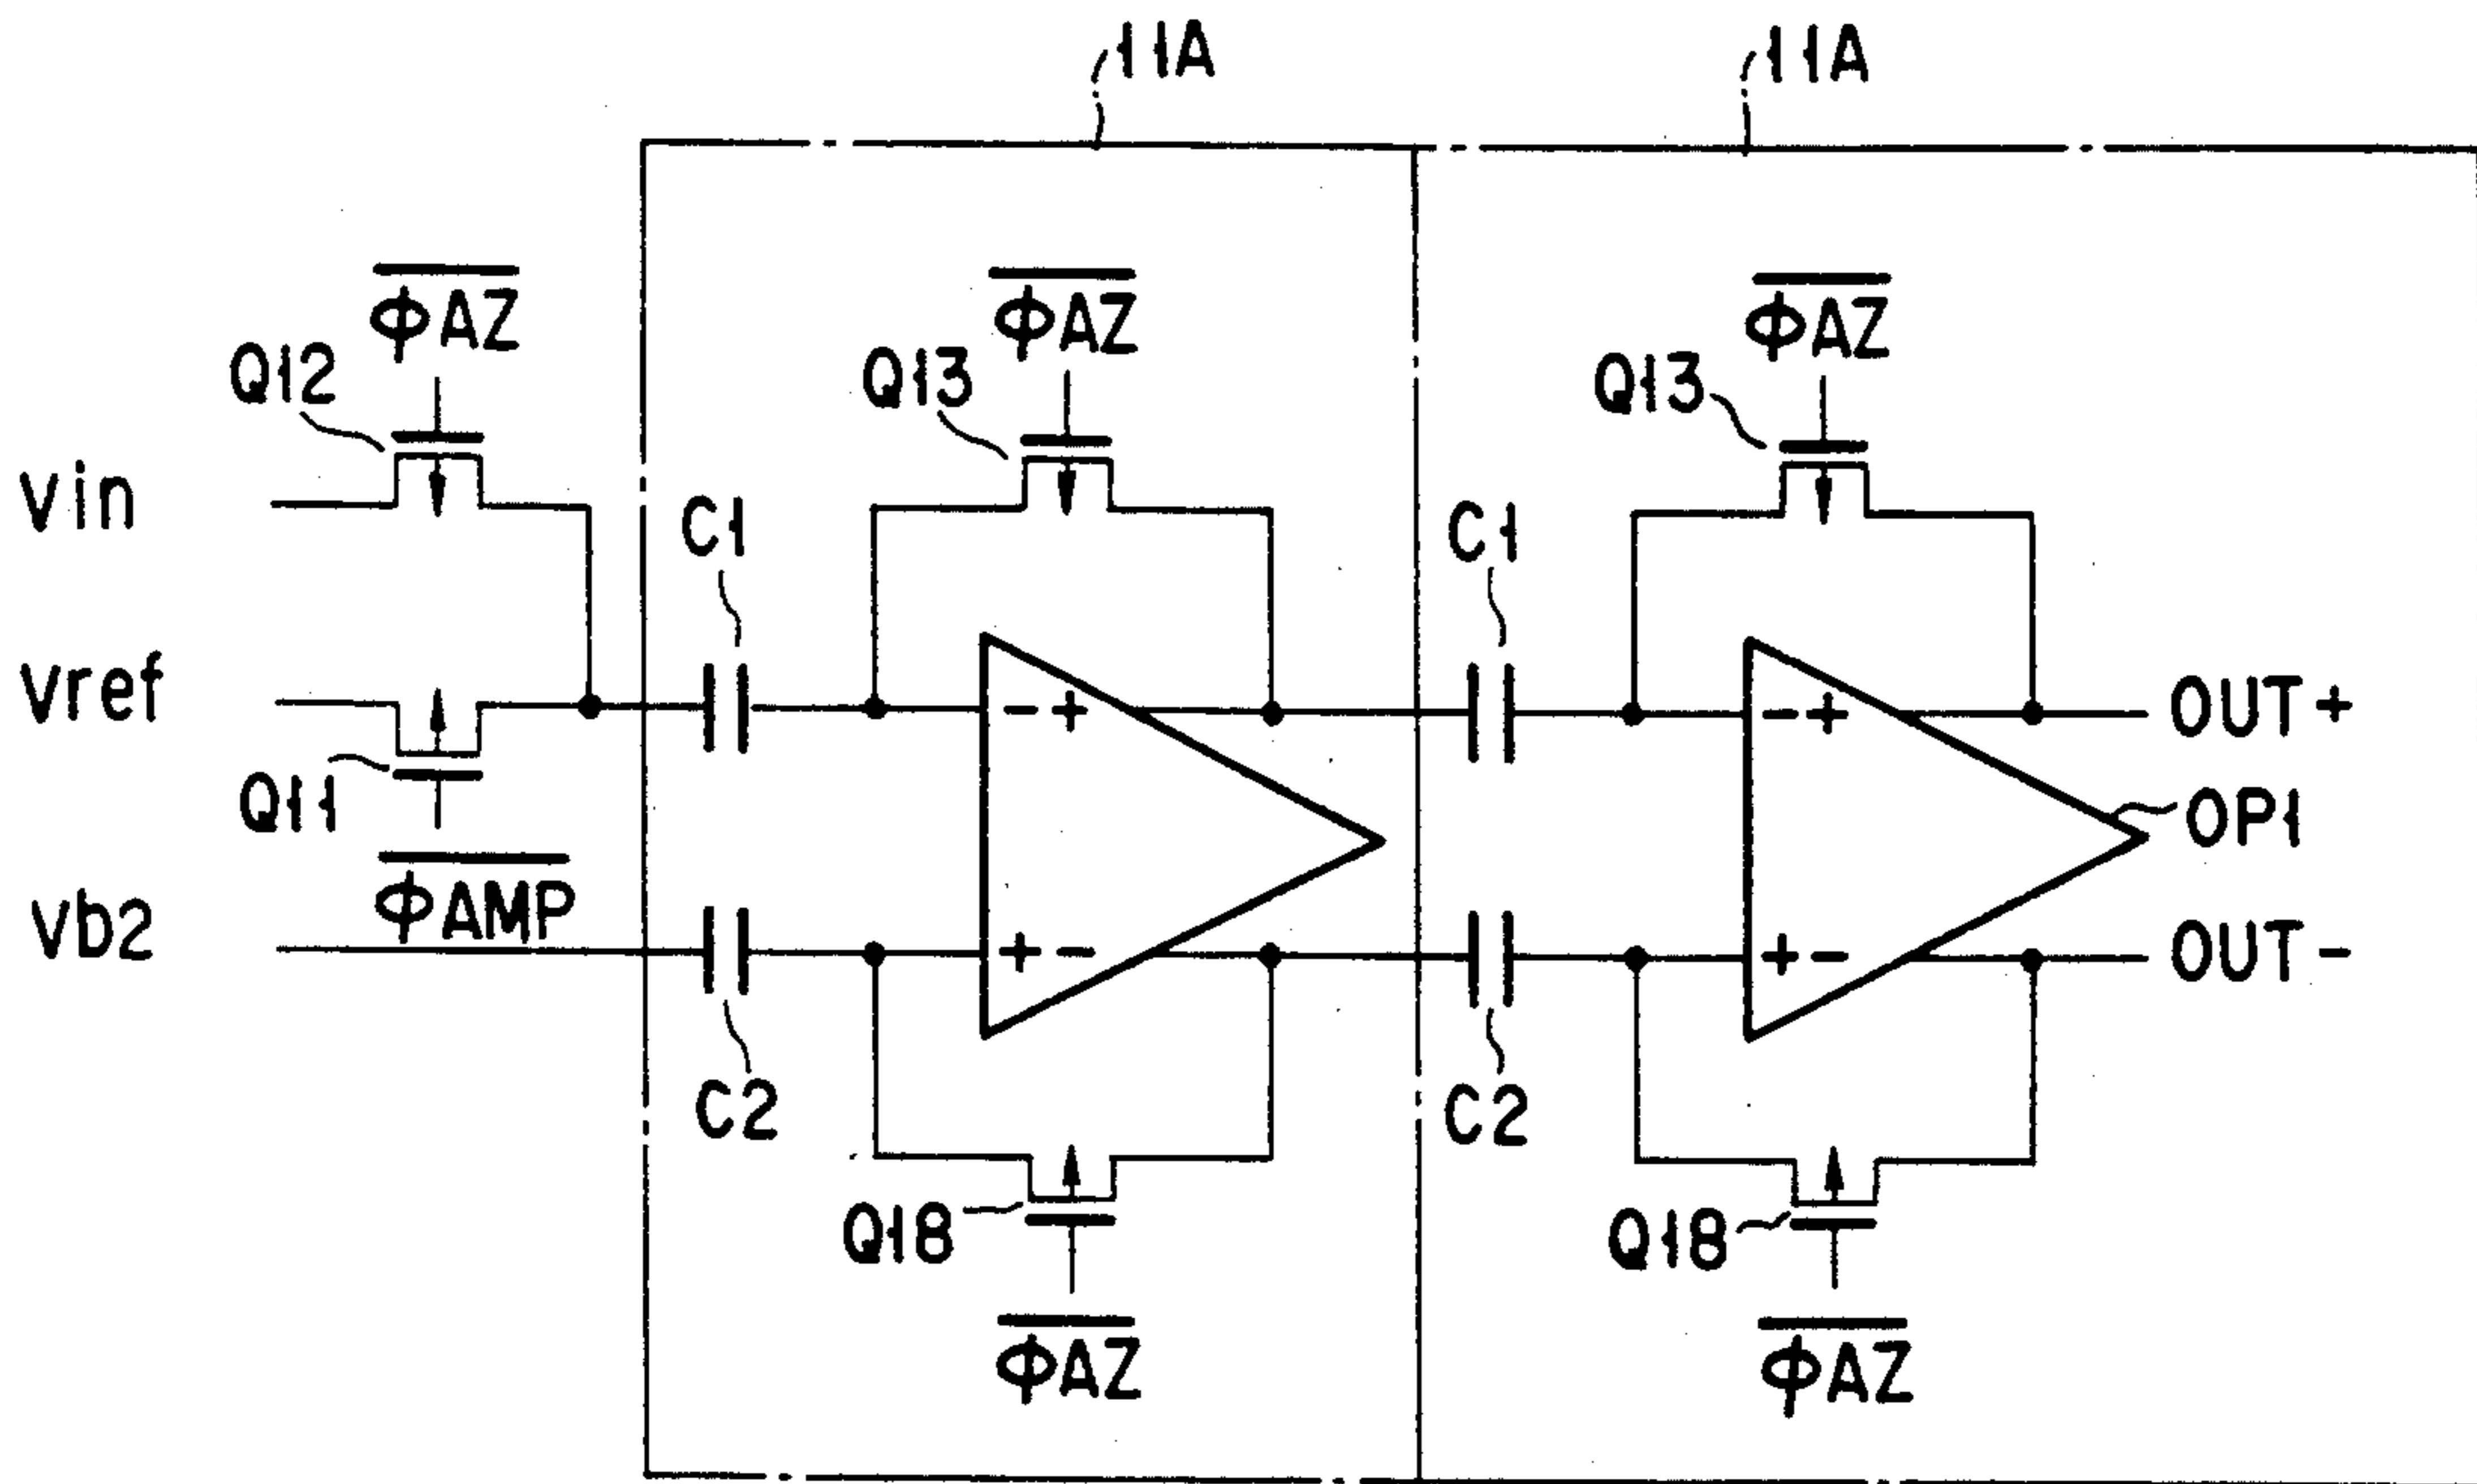 11A
11A
φAZ
φAZ
φAZ
Q12
Q13
Q13
vin
C1
C1
vref
-+
-+
OUT+
Q11
OP1
φAMP
vb2
+-
+-
OUT-
C2
C2
Q18
Q18
φAZ
φAZ